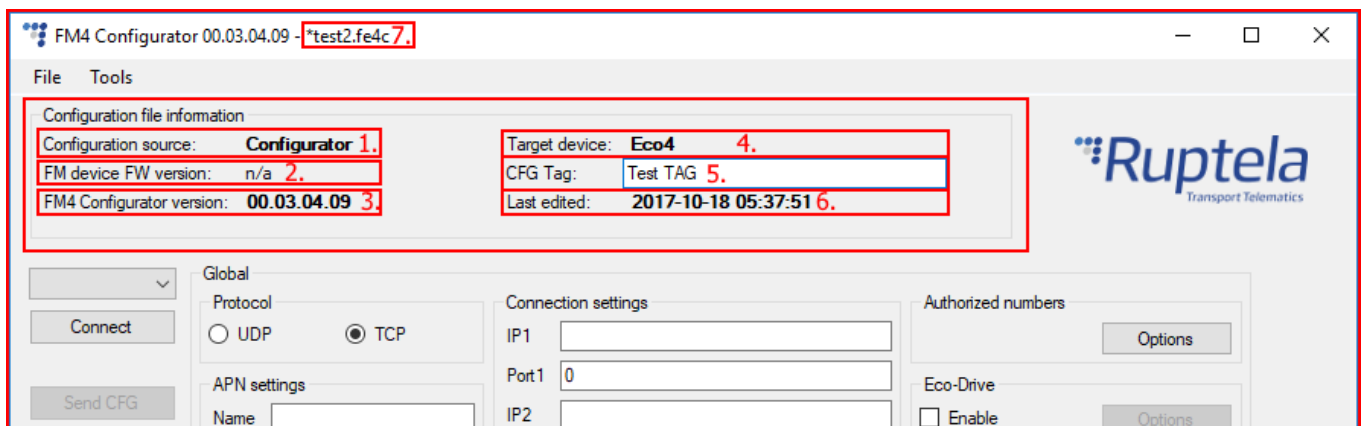 FM4 Configurator 00.03.04.09 - *test2.fe4c 7.
File Tools
Configuration file information
Configuration source: Configurator 1.
Target device: Eco4 4.
FM device FW version: n/a 2.
CFG Tag: Test TAG 5.
FM4 Configurator version: 00.03.04.09 3.
Last edited: 2017-10-18 05:37:51 6.
Ruptela
Transport Telematics
Global
Protocol
Connection settings
Authorized numbers
Connect
UDP TCP
IP1
Options
Port1 0
APN settings
Eco-Drive
Send CFG
Name
IP2
Enable
Options